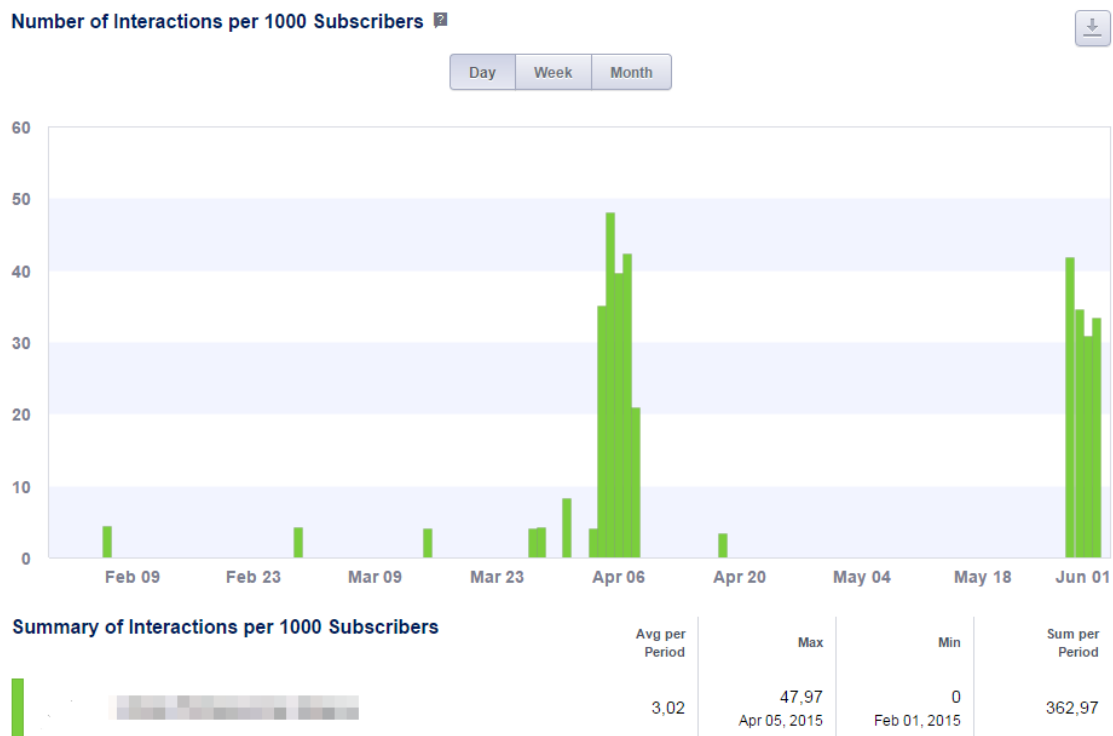 Number of Interactions per 1000 Subscribers ?
Day Week Month
60
50
40
30
20
10
0
Feb 09 Feb 23 Mar 09 Mar 23 Apr 06 Apr 20 May 04 May 18 Jun 01
Summary of Interactions per 1000 Subscribers
Avg per Period
Max
Min
Sum per Period
3,02
47,97
Apr 05, 2015
0
Feb 01, 2015
362,97